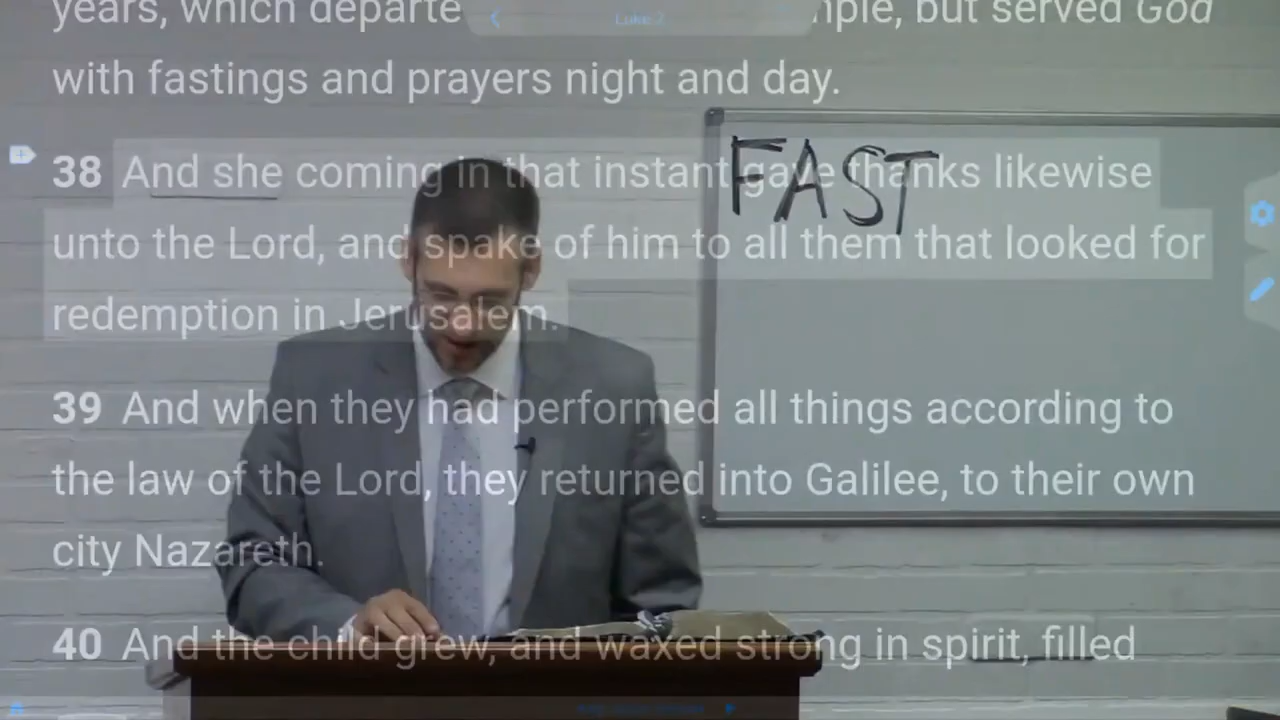 years, which departe mple, but served God
Luke 2
with fastings and prayers night and day.
FAST
38 And she coming in that instant gave thanks likewise
unto the Lord, and spake of him to all them that looked for
redemption in Jerusalem.
39 And when they had performed all things according to
the law of the Lord, they returned into Galilee, to their own
city Nazareth.
40 And the child grew, and waxed strong in spirit, filled